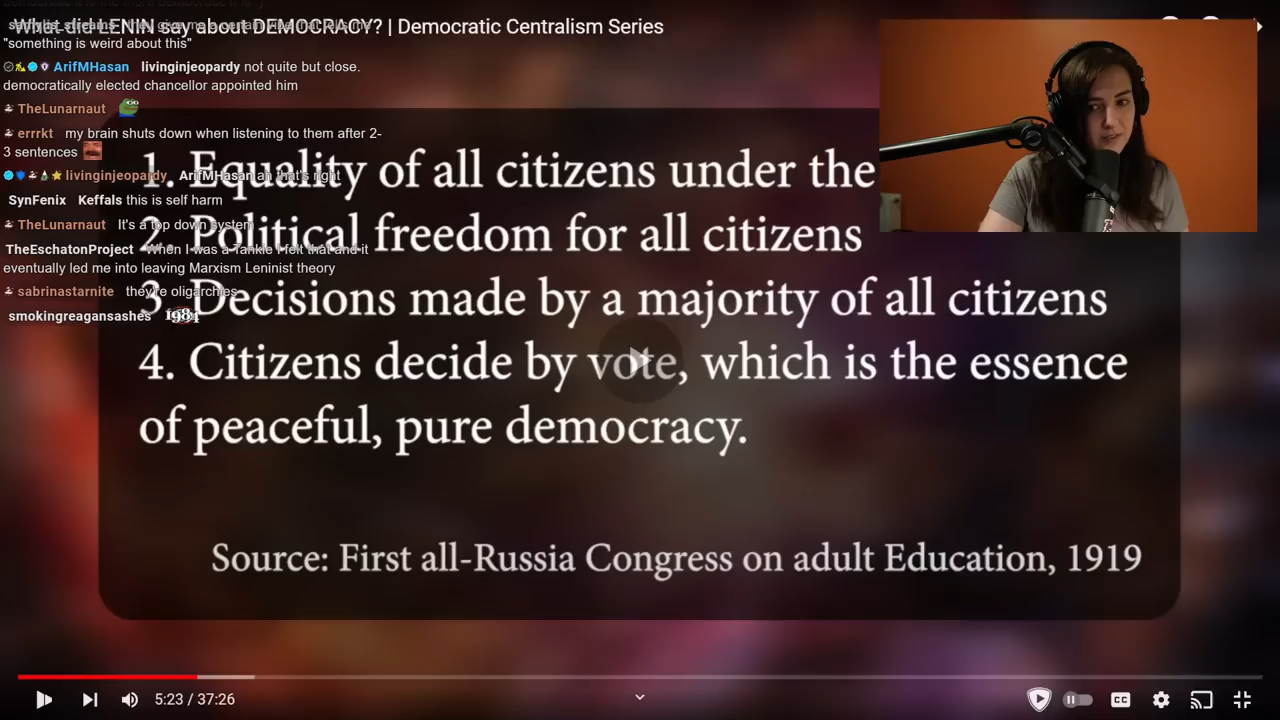 What did LENIN say about DEMOCRACY? | Democratic Centralism Series
"something is weird about this"
ArifMHasan livinginjeopardy not quite but close.
democratically elected chancellor appointed him
TheLunarnaut
errrkt my brain shuts down when listening to them after 2-
3 sentences
livinginjeopardy ArifMHasan ah that's right
SynFenix Keffals this is self harm
TheLunarnaut It's a top down system
TheEschatonProject When I was a Tankie I felt that and it
eventually led me into leaving Marxism Leninist theory
sabrinastarnite they're oligarchies
smokingreagansashes 1984
1. Equality of all citizens under the
2. Political freedom for all citizens
3. Decisions made by a majority of all citizens
4. Citizens decide by vote, which is the essence
of peaceful, pure democracy.
Source: First all-Russia Congress on adult Education, 1919
5:23 / 37:26
CC